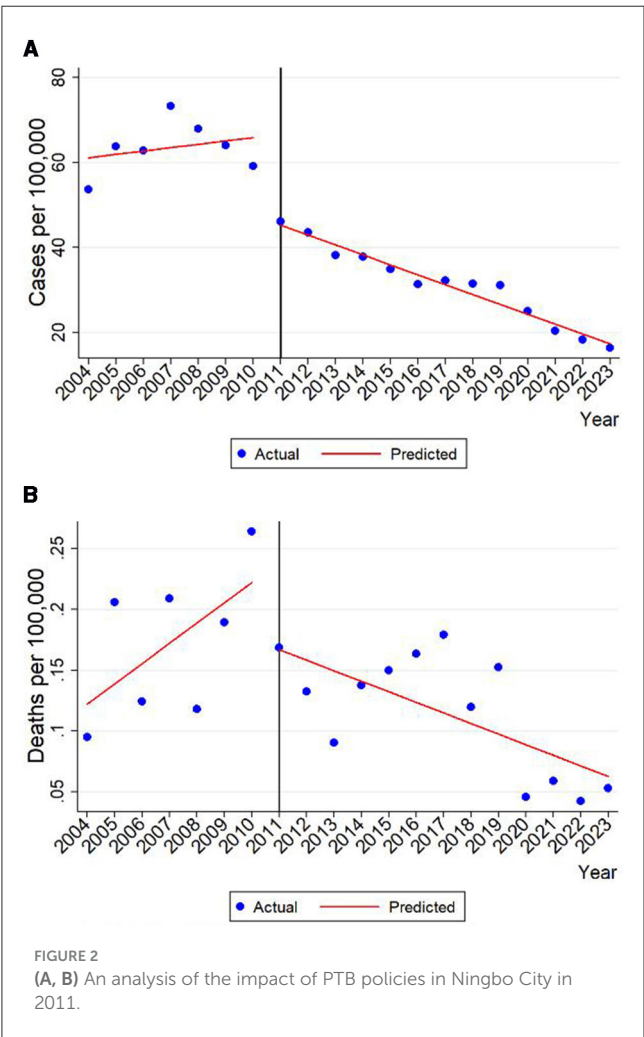 A
Cases per 100,000
80
60
40
20
2004 2005 2006 2007 2008 2009 2010 2011 2012 2013 2014 2015 2016 2017 2018 2019 2020 2021 2022 2023
Year
Actual Predicted
B
Deaths per 100,000
.25
.2
.15
.1
.05
2004 2005 2006 2007 2008 2009 2010 2011 2012 2013 2014 2015 2016 2017 2018 2019 2020 2021 2022 2023
Year
Actual Predicted
FIGURE 2
(A, B) An analysis of the impact of PTB policies in Ningbo City in
2011.